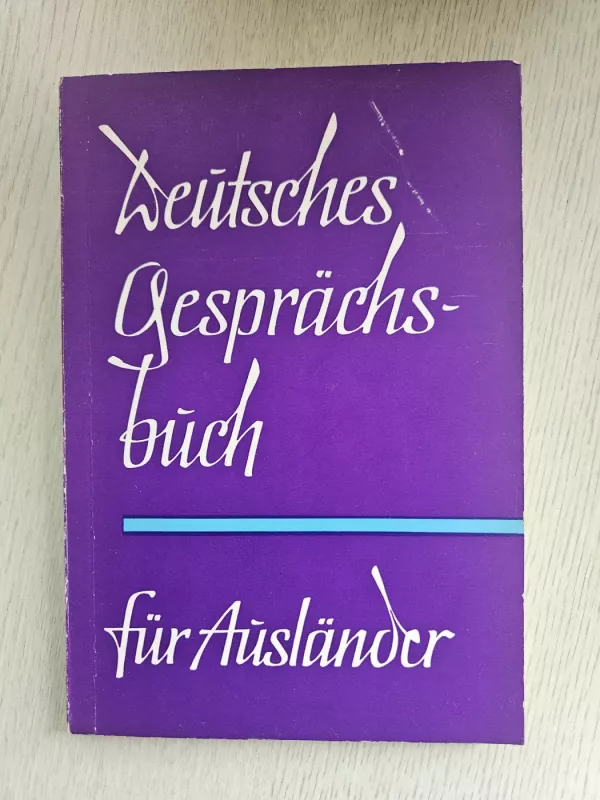 Deutsches
Gesprächs-
buch
für Ausländer